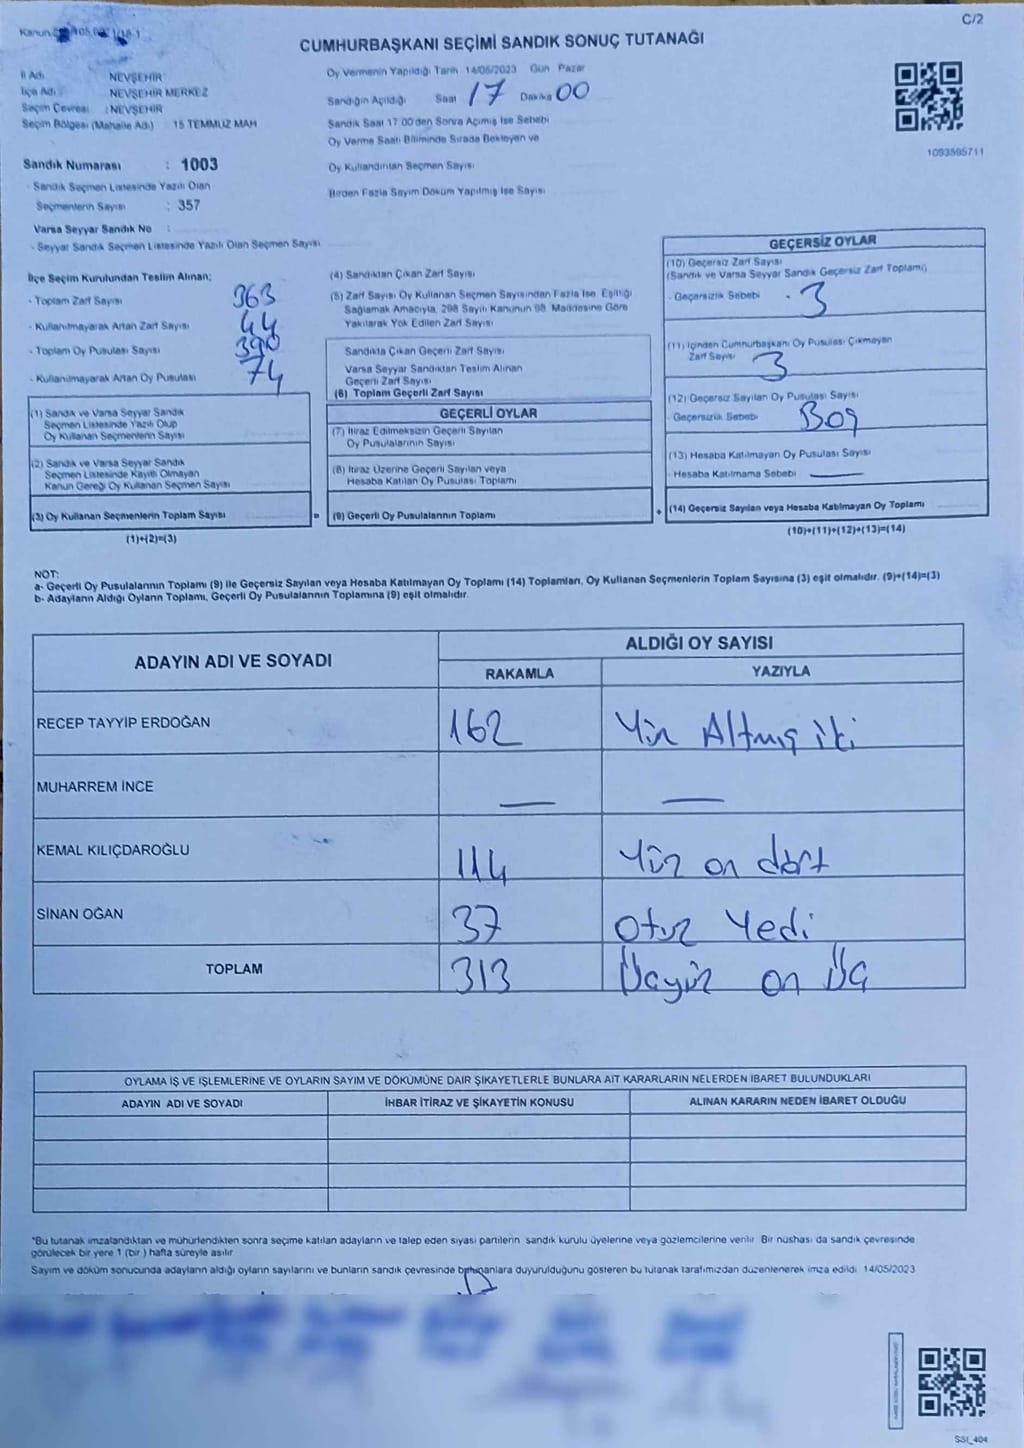 C/2
CUMHURBAŞKANI SEÇİMİ SANDIK SONUÇ TUTANAĞI
İl Adı : NEVŞEHİR
İlçe Adı : NEVŞEHİR MERKEZ
Seçim Çevresi : NEVŞEHİR
Seçim Bölgesi (Mahalle Adı) : 15 TEMMUZ MAH
Sandık Numarası : 1003
- Sandık Seçmen Listesinde Yazılı Olan
Seçmenlerin Sayısı : 357
Varsa Seyyar Sandık No :
- Seyyar Sandık Seçmen Listesinde Yazılı Olan Seçmen Sayısı
Oy Vermenin Yapıldığı Tarih 14/05/2023 Gün Pazar
Sandığın Açıldığı Saat 17 Dakika 00
Sandık Saat 17.00'den Sonra Açımış İse Sebebi
Oy Verme Saati Bitiminde Sırada Bekleyen ve
Oy Kullandırılan Seçmen Sayısı
Birden Fazla Sayım Döküm Yapılmış İse Sayısı
1093595711
İlçe Seçim Kurulundan Teslim Alınan;
- Toplam Zarf Sayısı 363
- Kullanılmayarak Artan Zarf Sayısı 44
- Toplam Oy Pusulası Sayısı 390
- Kullanılmayarak Artan Oy Pusulası 74
(1) Sandık ve Varsa Seyyar Sandık
Seçmen Listesinde Yazılı Olup
Oy Kullanan Seçmenlerin Sayısı
(2) Sandık ve Varsa Seyyar Sandık
Seçmen Listesinde Kayıtlı Olmayan
Kanun Gereği Oy Kullanan Seçmen Sayısı
(3) Oy Kullanan Seçmenlerin Toplam Sayısı =
(1)+(2)=(3)
(4) Sandıktan Çıkan Zarf Sayısı
(5) Zarf Sayısı Oy Kullanan Seçmen Sayısından Fazla İse, Eşitliği
Sağlamak Amacıyla, 298 Sayılı Kanunun 98. Maddesine Göre
Yakılarak Yok Edilen Zarf Sayısı
Sandıkta Çıkan Geçerli Zarf Sayısı
Varsa Seyyar Sandıktan Teslim Alınan
Geçerli Zarf Sayısı
(6) Toplam Geçerli Zarf Sayısı
GEÇERLİ OYLAR
(7) İtiraz Edilmeksizin Geçerli Sayılan
Oy Pusulalarının Sayısı
(8) İtiraz Üzerine Geçerli Sayılan veya
Hesaba Katılan Oy Pusulası Toplamı
(9) Geçerli Oy Pusulalarının Toplamı +
GEÇERSİZ OYLAR
(10) Geçersiz Zarf Sayısı
(Sandık ve Varsa Seyyar Sandık Geçersiz Zarf Toplamı)
- Geçersizlik Sebebi - 3
(11) İçinden Cumhurbaşkanı Oy Pusulası Çıkmayan
Zarf Sayısı 3
(12) Geçersiz Sayılan Oy Pusulası Sayısı
- Geçersizlik Sebebi Boş
(13) Hesaba Katılmayan Oy Pusulası Sayısı
- Hesaba Katılmama Sebebi —
(14) Geçersiz Sayılan veya Hesaba Katılmayan Oy Toplamı
(10)+(11)+(12)+(13)=(14)
NOT:
a- Geçerli Oy Pusulalarının Toplamı (9) ile Geçersiz Sayılan veya Hesaba Katılmayan Oy Toplamı (14) Toplamları, Oy Kullanan Seçmenlerin Toplam Sayısına (3) eşit olmalıdır. (9)+(14)=(3)
b- Adayların Aldığı Oyların Toplamı, Geçerli Oy Pusulalarının Toplamına (9) eşit olmalıdır.
ADAYIN ADI VE SOYADI ALDIĞI OY SAYISI
RAKAMLA YAZIYLA
RECEP TAYYİP ERDOĞAN 162 Yüz Altmış iki
MUHARREM İNCE — —
KEMAL KILIÇDAROĞLU 114 Yüz on dört
SİNAN OĞAN 37 Otuz Yedi
TOPLAM 313 Üçyüz on Üç
OYLAMA İŞ VE İŞLEMLERİNE VE OYLARIN SAYIM VE DÖKÜMÜNE DAİR ŞİKAYETLERLE BUNLARA AİT KARARLARIN NELERDEN İBARET BULUNDUKLARI
ADAYIN ADI VE SOYADI İHBAR İTİRAZ VE ŞİKAYETİN KONUSU ALINAN KARARIN NEDEN İBARET OLDUĞU
*Bu tutanak imzalandıktan ve mühürlendikten sonra seçime katılan adayların ve talep eden siyasi partilerin sandık kurulu üyelerine veya gözlemcilerine verilir. Bir nüshası da sandık çevresinde
görülecek bir yere 1 (bir ) hafta süreyle asılır
Sayım ve döküm sonucunda adayların aldığı oyların sayılarını ve bunların sandık çevresinde bulunanlara duyurulduğunu gösteren bu tutanak tarafımızdan düzenlenerek imza edildi. 14/05/2023
SSI_404